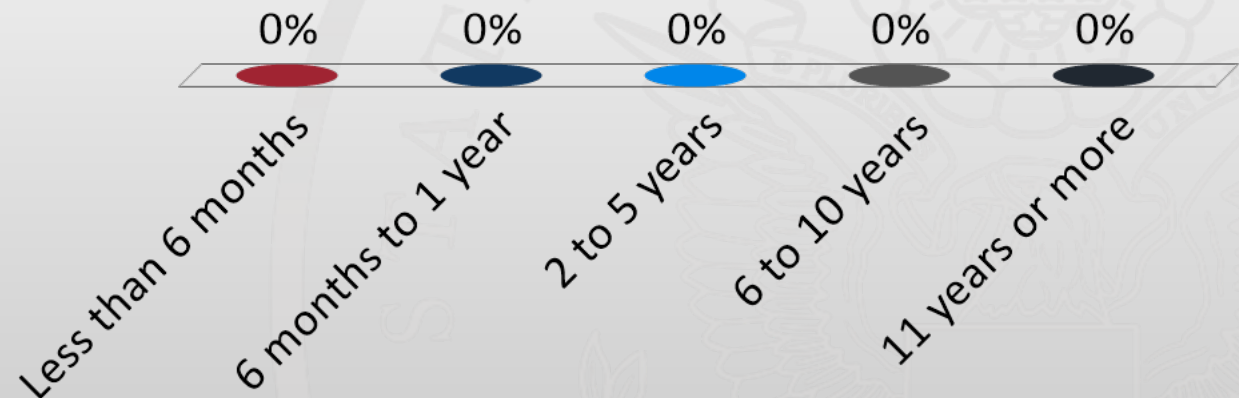 0% 0% 0% 0% 0%
Less than 6 months
6 months to 1 year
2 to 5 years
6 to 10 years
11 years or more